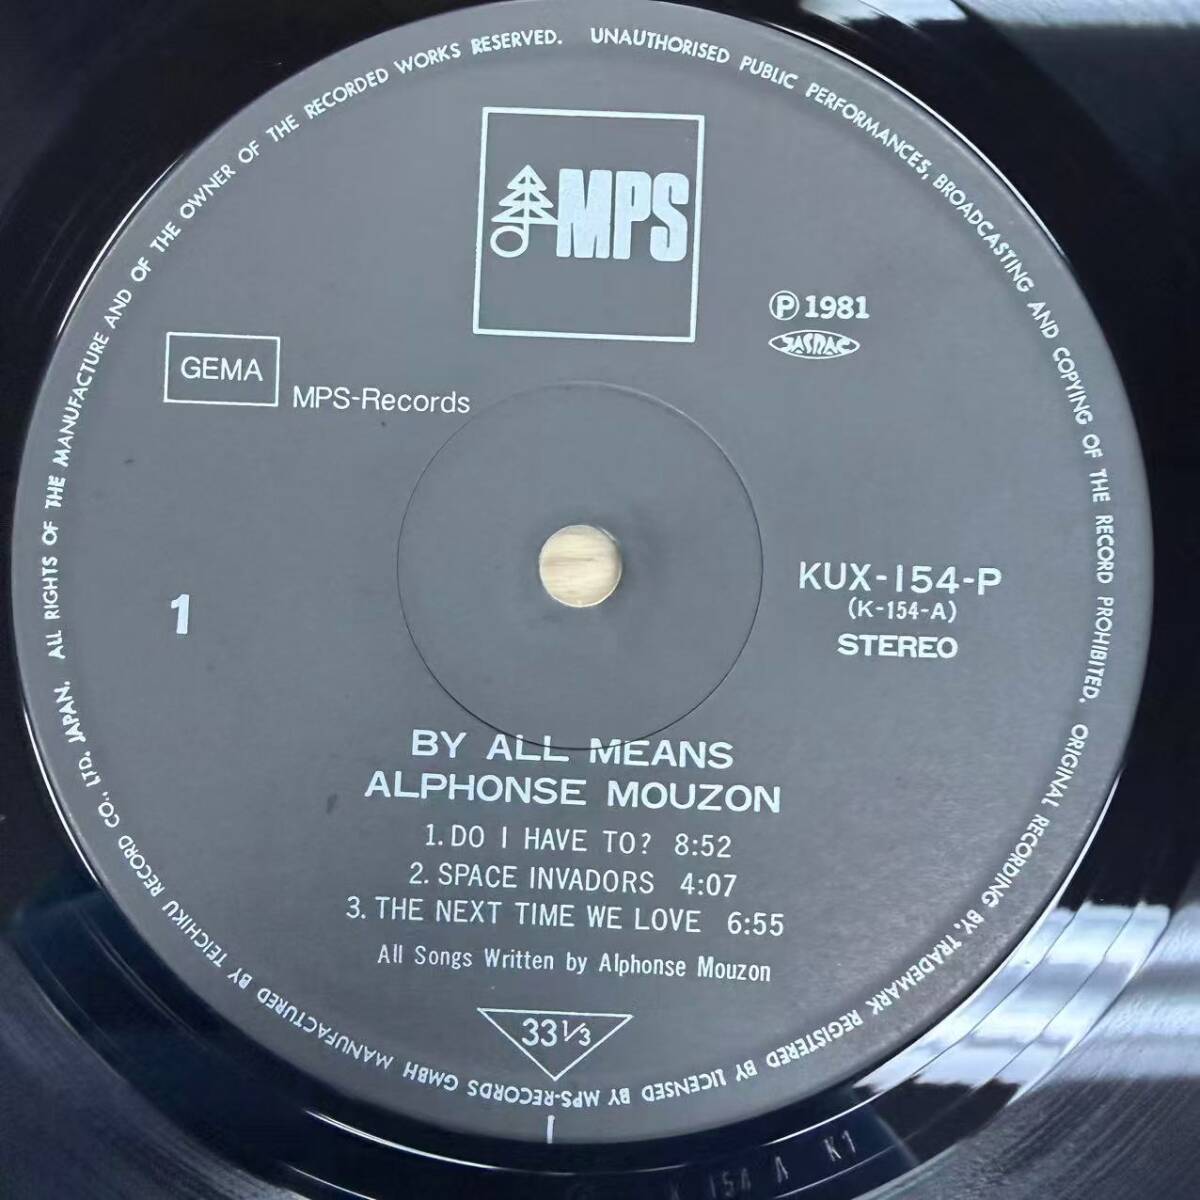 ALL RIGHTS OF THE MANUFACTURE AND OF THE OWNER OF THE RECORDED WORKS RESERVED. UNAUTHORISED PUBLIC PERFORMANCES, BROADCASTING AND COPYING OF THE RECORD PROHIBITED. ORIGINAL RECORDING BY, TRADEMARK REGISTERED BY LICENSED BY MPS-RECORDS GMBH MANUFACTURED BY TEICHIKU RECORD CO., LTD. JAPAN.
MPS
Ⓟ 1981
JASRAC
GEMA
MPS-Records
KUX-154-P
(K-154-A)
STEREO
1
BY ALL MEANS
ALPHONSE MOUZON
1. DO I HAVE TO? 8:52
2. SPACE INVADORS 4:07
3. THE NEXT TIME WE LOVE 6:55
All Songs Written by Alphonse Mouzon
33 1/3
K 154 A K1